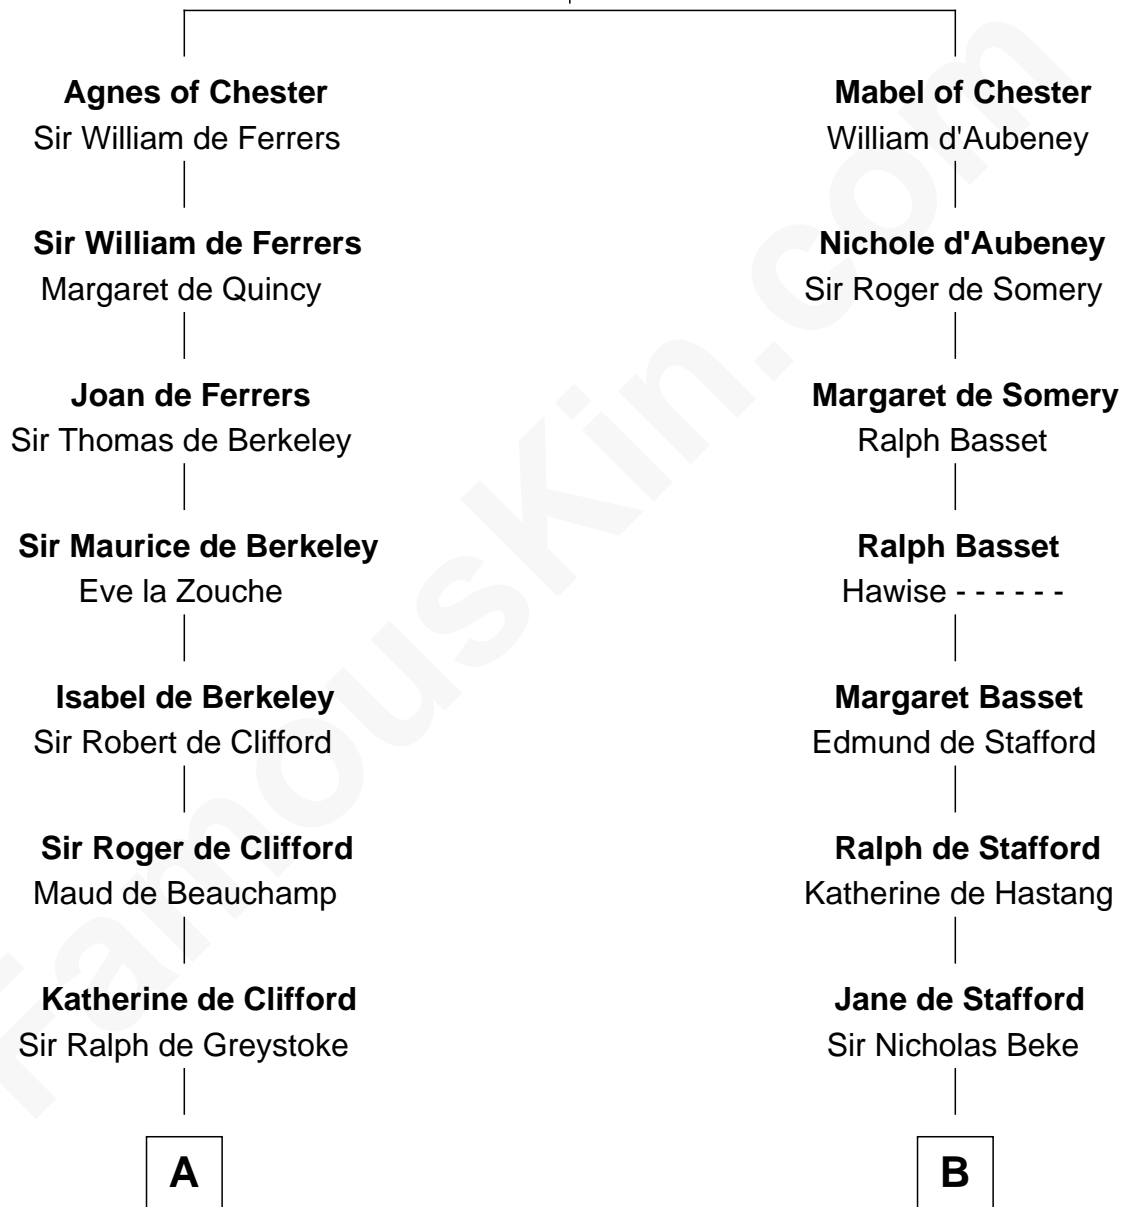 Agnes of Chester
Sir William de Ferrers
Sir William de Ferrers
Margaret de Quincy
Joan de Ferrers
Sir Thomas de Berkeley
Sir Maurice de Berkeley
Eve la Zouche
Isabel de Berkeley
Sir Robert de Clifford
Sir Roger de Clifford
Maud de Beauchamp
Katherine de Clifford
Sir Ralph de Greystoke
A
Mabel of Chester
William d'Aubeney
Nichole d'Aubeney
Sir Roger de Somery
Margaret de Somery
Ralph Basset
Ralph Basset
Hawise - - - - - -
Margaret Basset
Edmund de Stafford
Ralph de Stafford
Katherine de Hastang
Jane de Stafford
Sir Nicholas Beke
B
FamousKin.com